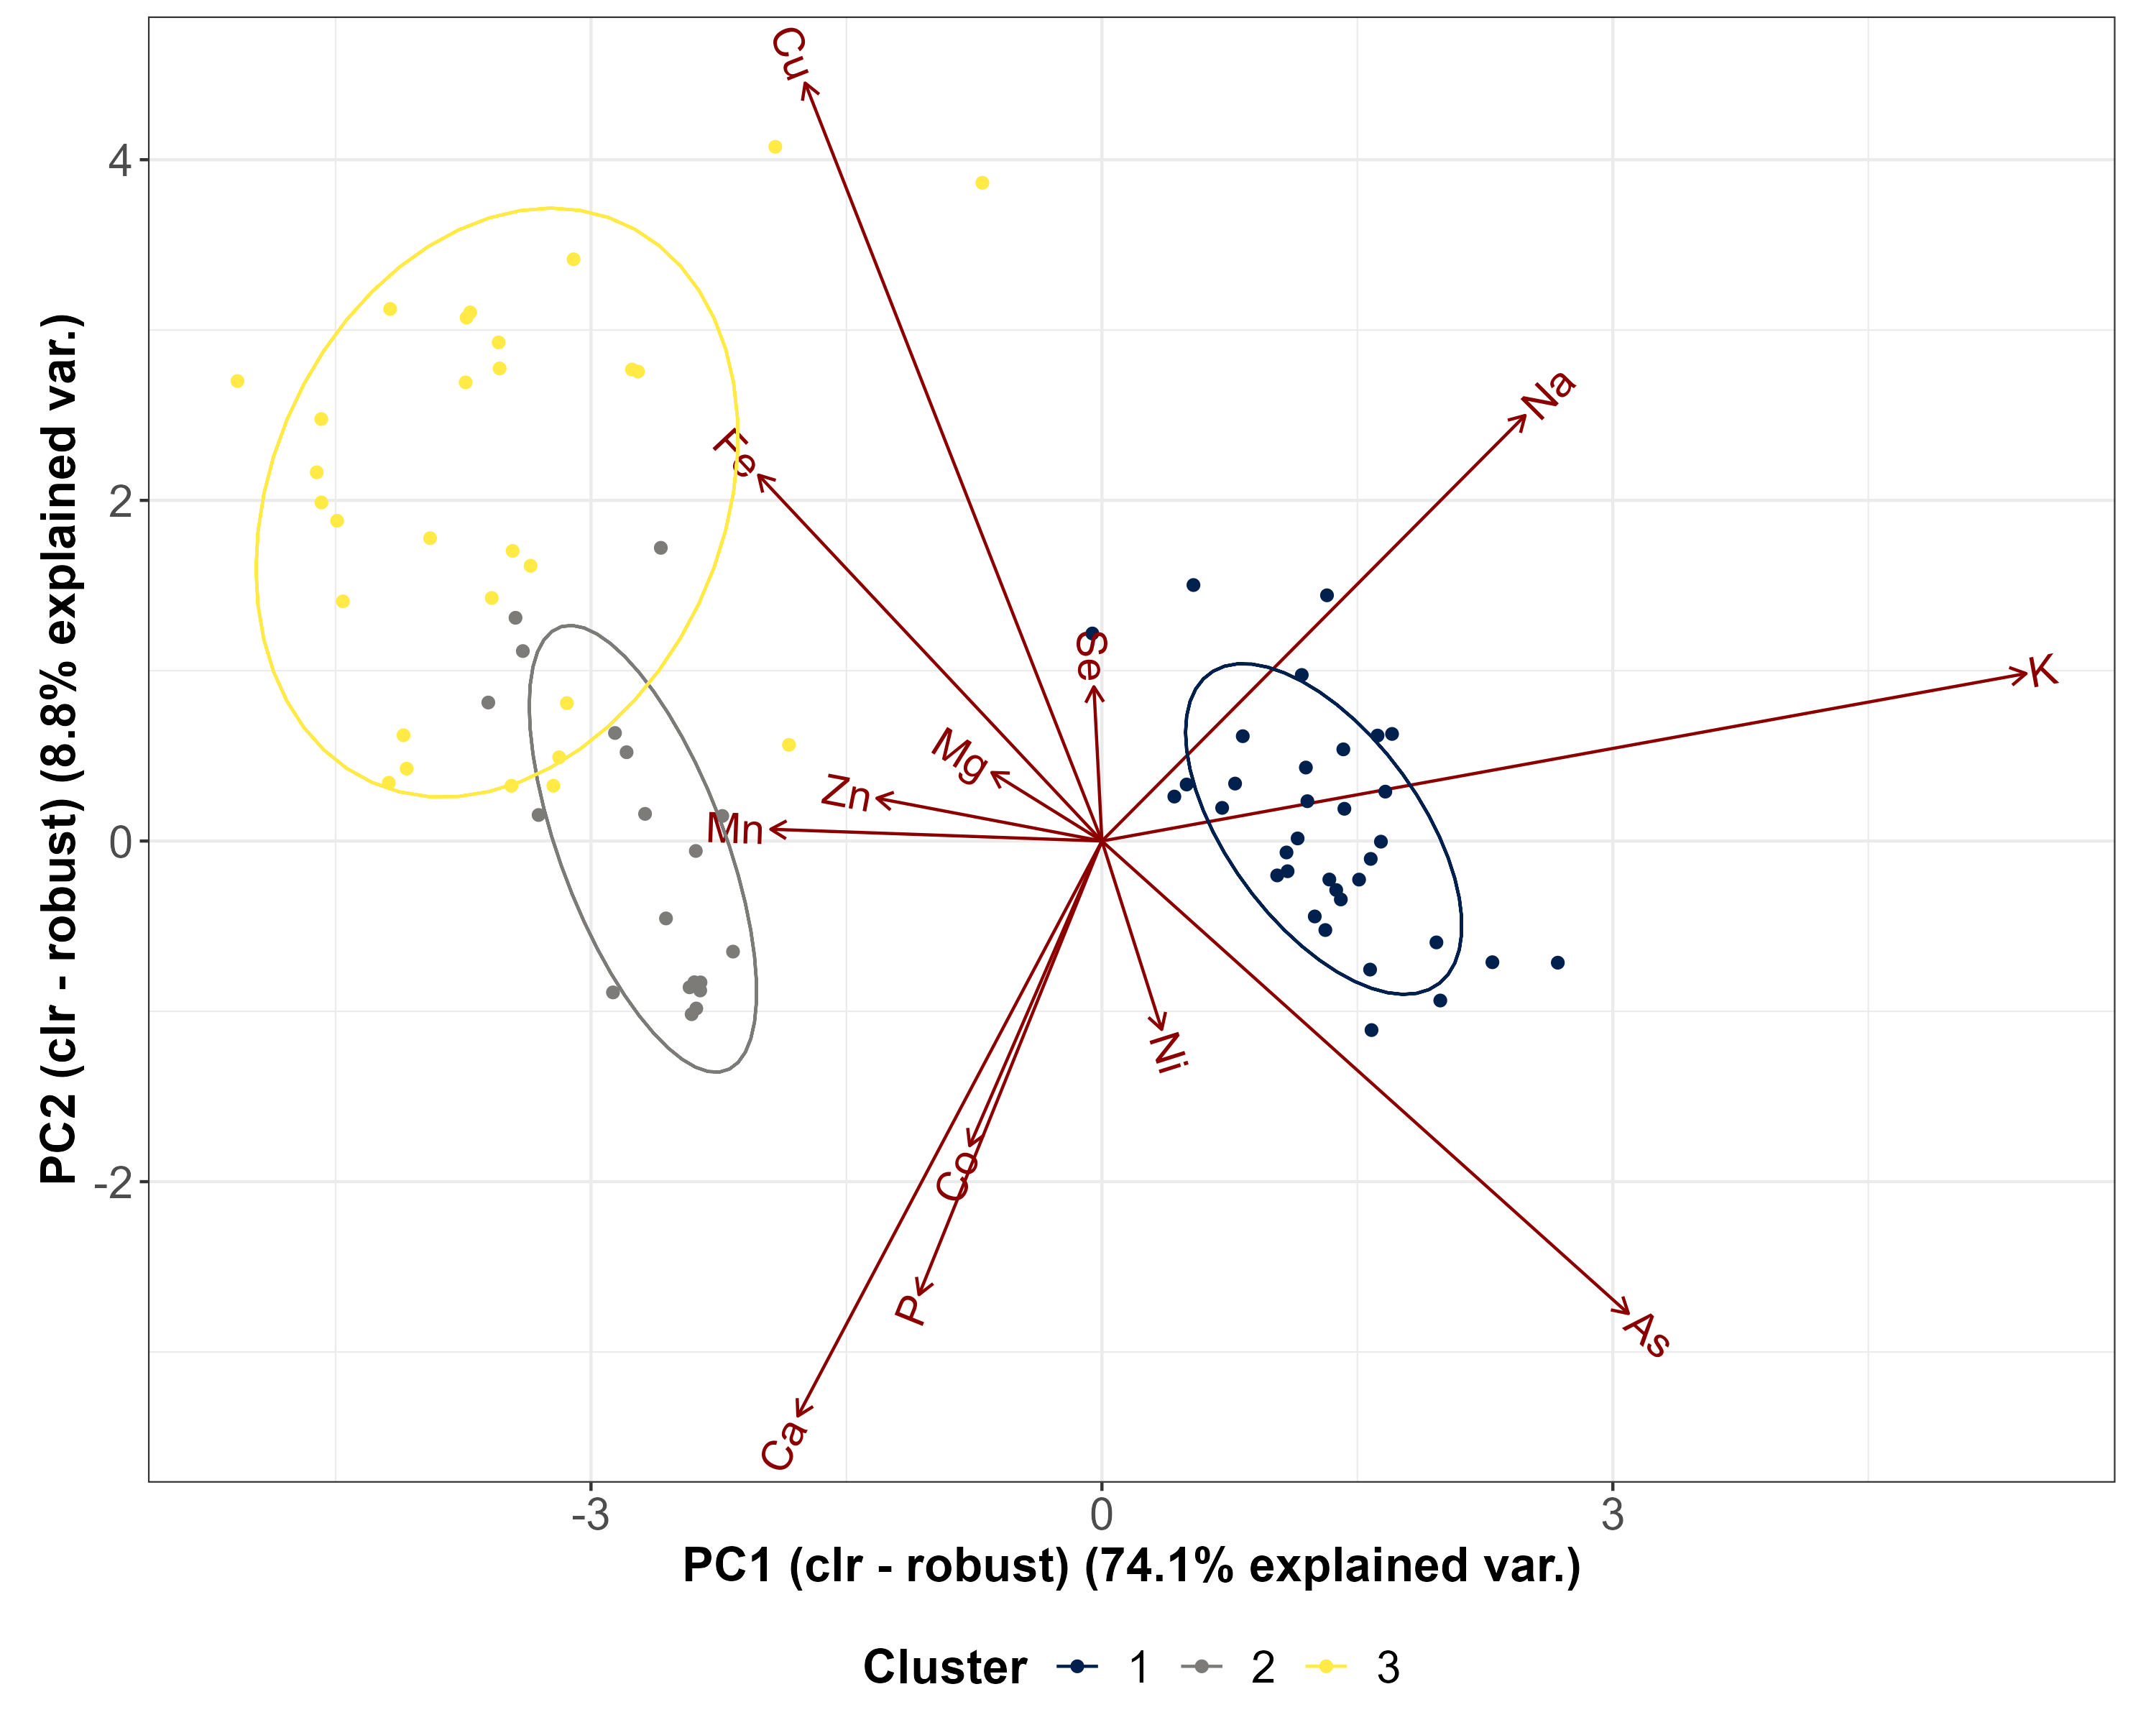 Cu
4
Na
Fe
2
K
Se
Mg
Zn
Mn
0
Ni
Co
-2
P
As
Ca
-3
0
3
PC2 (clr - robust) (8.8% explained var.)
PC1 (clr - robust) (74.1% explained var.)
Cluster 1 2 3